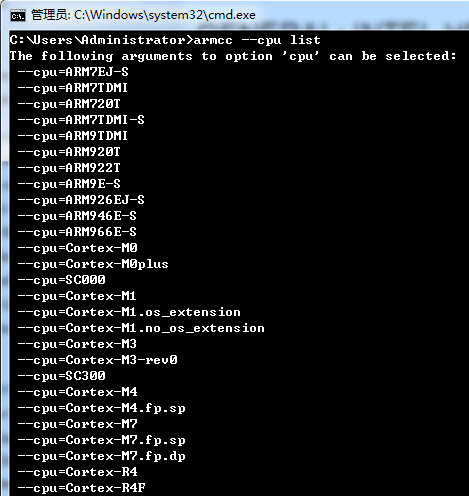 管理员: C:\Windows\system32\cmd.exe
C:\Users\Administrator>armcc --cpu list
The following arguments to option 'cpu' can be selected:
--cpu=ARM7EJ-S
--cpu=ARM7TDMI
--cpu=ARM720T
--cpu=ARM7TDMI-S
--cpu=ARM9TDMI
--cpu=ARM920T
--cpu=ARM922T
--cpu=ARM9E-S
--cpu=ARM926EJ-S
--cpu=ARM946E-S
--cpu=ARM966E-S
--cpu=Cortex-M0
--cpu=Cortex-M0plus
--cpu=SC000
--cpu=Cortex-M1
--cpu=Cortex-M1.os_extension
--cpu=Cortex-M1.no_os_extension
--cpu=Cortex-M3
--cpu=Cortex-M3-rev0
--cpu=SC300
--cpu=Cortex-M4
--cpu=Cortex-M4.fp.sp
--cpu=Cortex-M7
--cpu=Cortex-M7.fp.sp
--cpu=Cortex-M7.fp.dp
--cpu=Cortex-R4
--cpu=Cortex-R4F